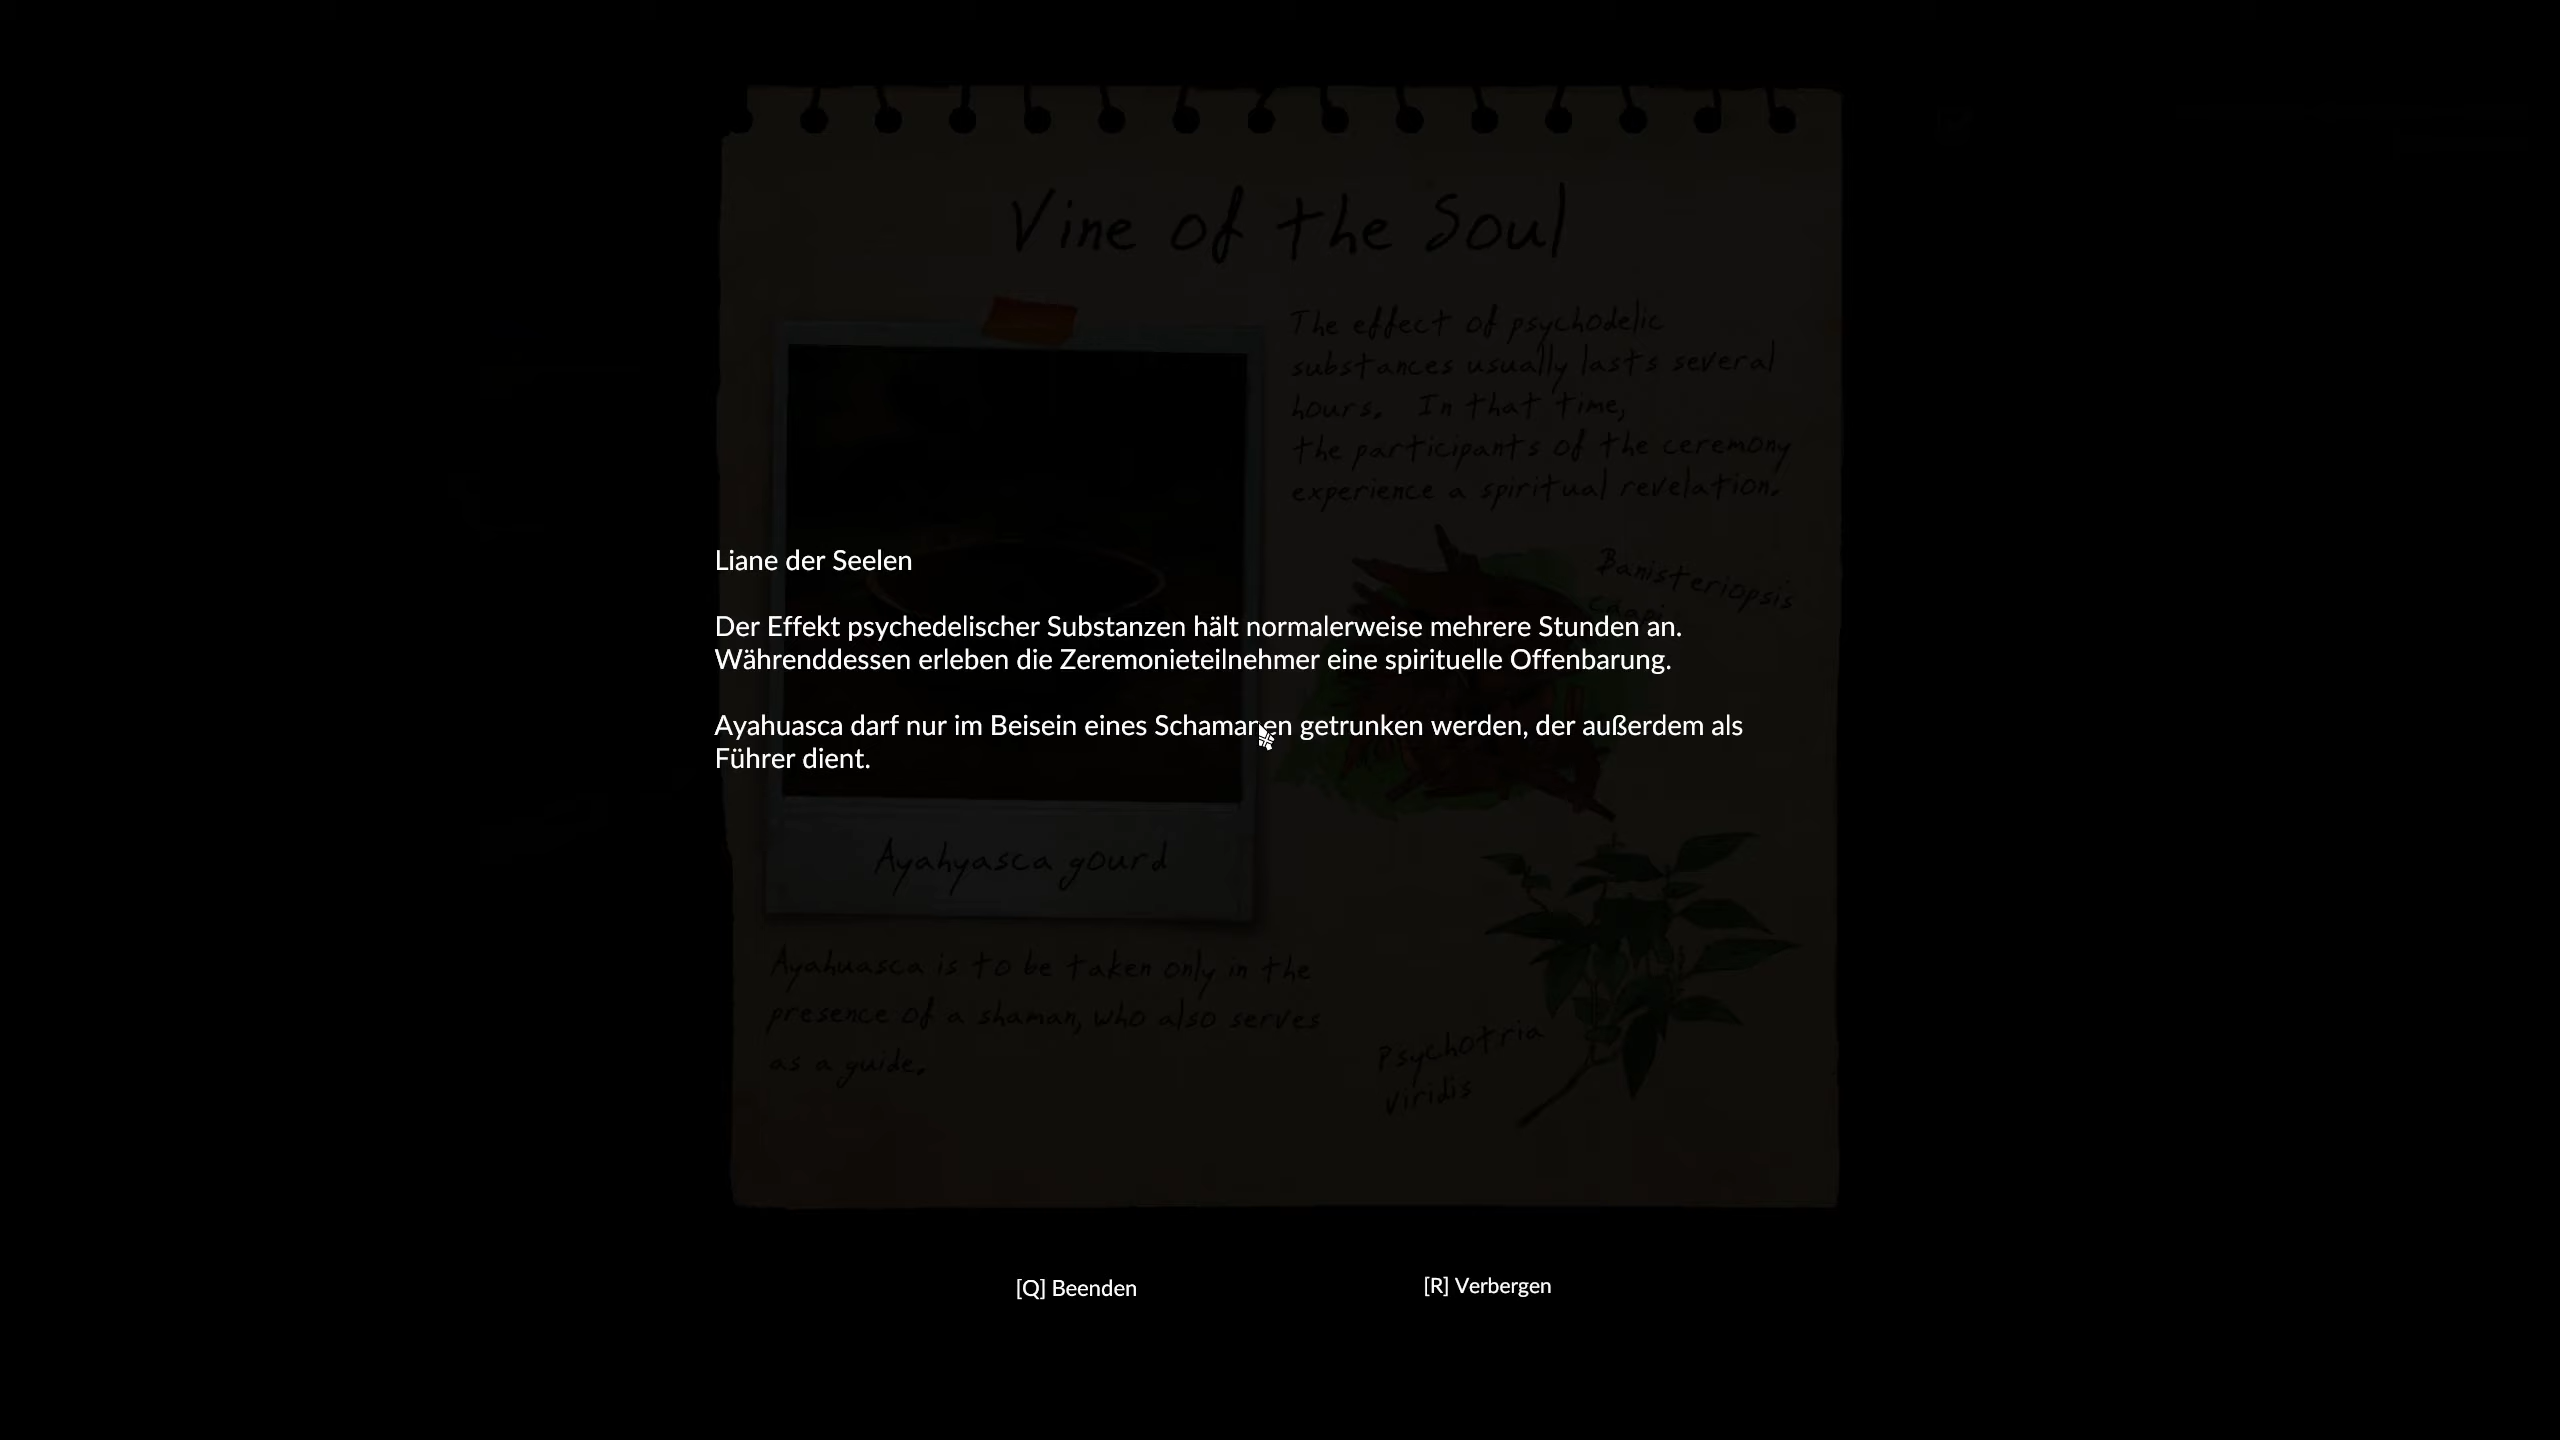 Vine of the Soul
The effect of psychodelic
substances usually lasts several
hours. In that time,
the participants of the ceremony
experience a spiritual revelation.
Banisteriopsis
caapi
Liane der Seelen
Der Effekt psychedelischer Substanzen hält normalerweise mehrere Stunden an.
Währenddessen erleben die Zeremonieteilnehmer eine spirituelle Offenbarung.
Ayahuasca darf nur im Beisein eines Schamanen getrunken werden, der außerdem als
Führer dient.
Ayahyasca gourd
Ayahuasca is to be taken only in the
presence of a shaman, who also serves
as a guide.
Psychotria
viridis
[Q] Beenden
[R] Verbergen